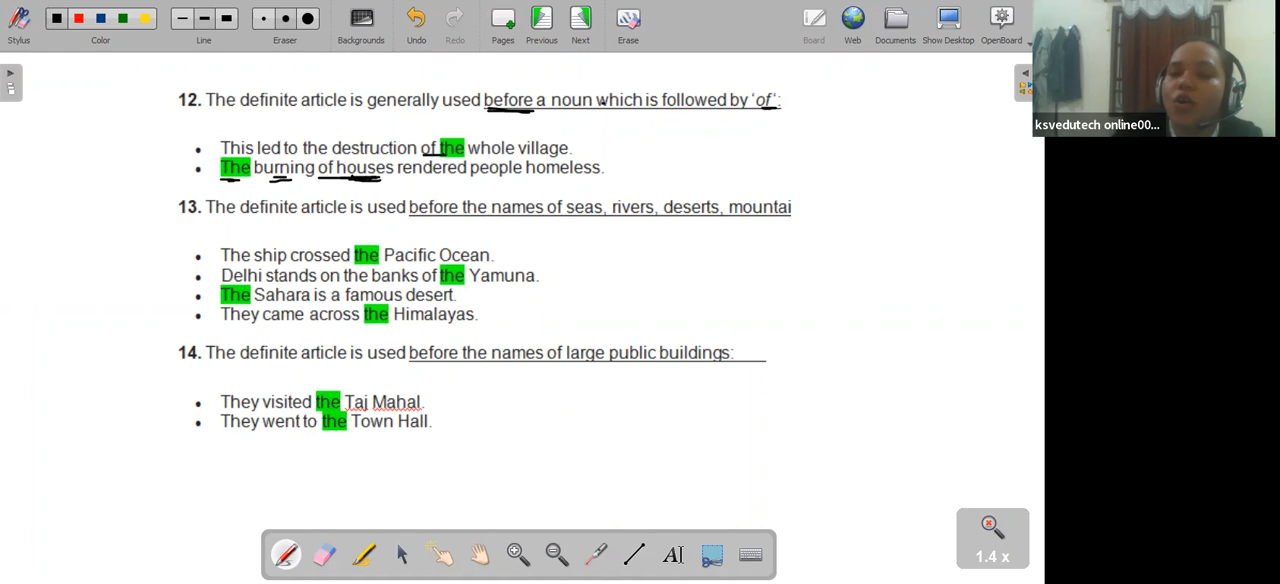 Stylus
Color
Line
Eraser
Backgrounds
Undo
Redo
Pages
Previous
Next
Erase
Board
Web
Documents
Show Desktop
OpenBoard
ksvedutech online00...
12. The definite article is generally used before a noun which is followed by ‘of‘:
• This led to the destruction of the whole village.
• The burning of houses rendered people homeless.
13. The definite article is used before the names of seas, rivers, deserts, mountai
• The ship crossed the Pacific Ocean.
• Delhi stands on the banks of the Yamuna.
• The Sahara is a famous desert.
• They came across the Himalayas.
14. The definite article is used before the names of large public buildings:
• They visited the Taj Mahal.
• They went to the Town Hall.
AI
1.4 x